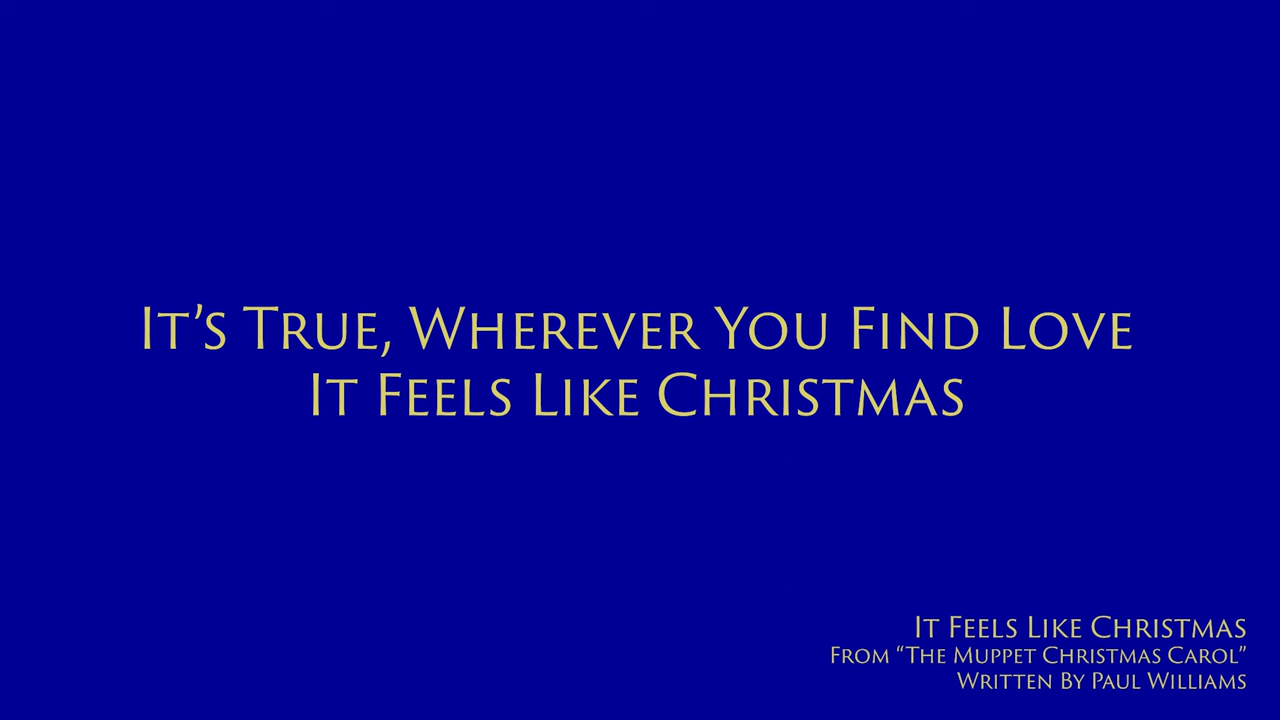 It's True, Wherever You Find Love
It Feels Like Christmas
It Feels Like Christmas
From “The Muppet Christmas Carol”
Written By Paul Williams